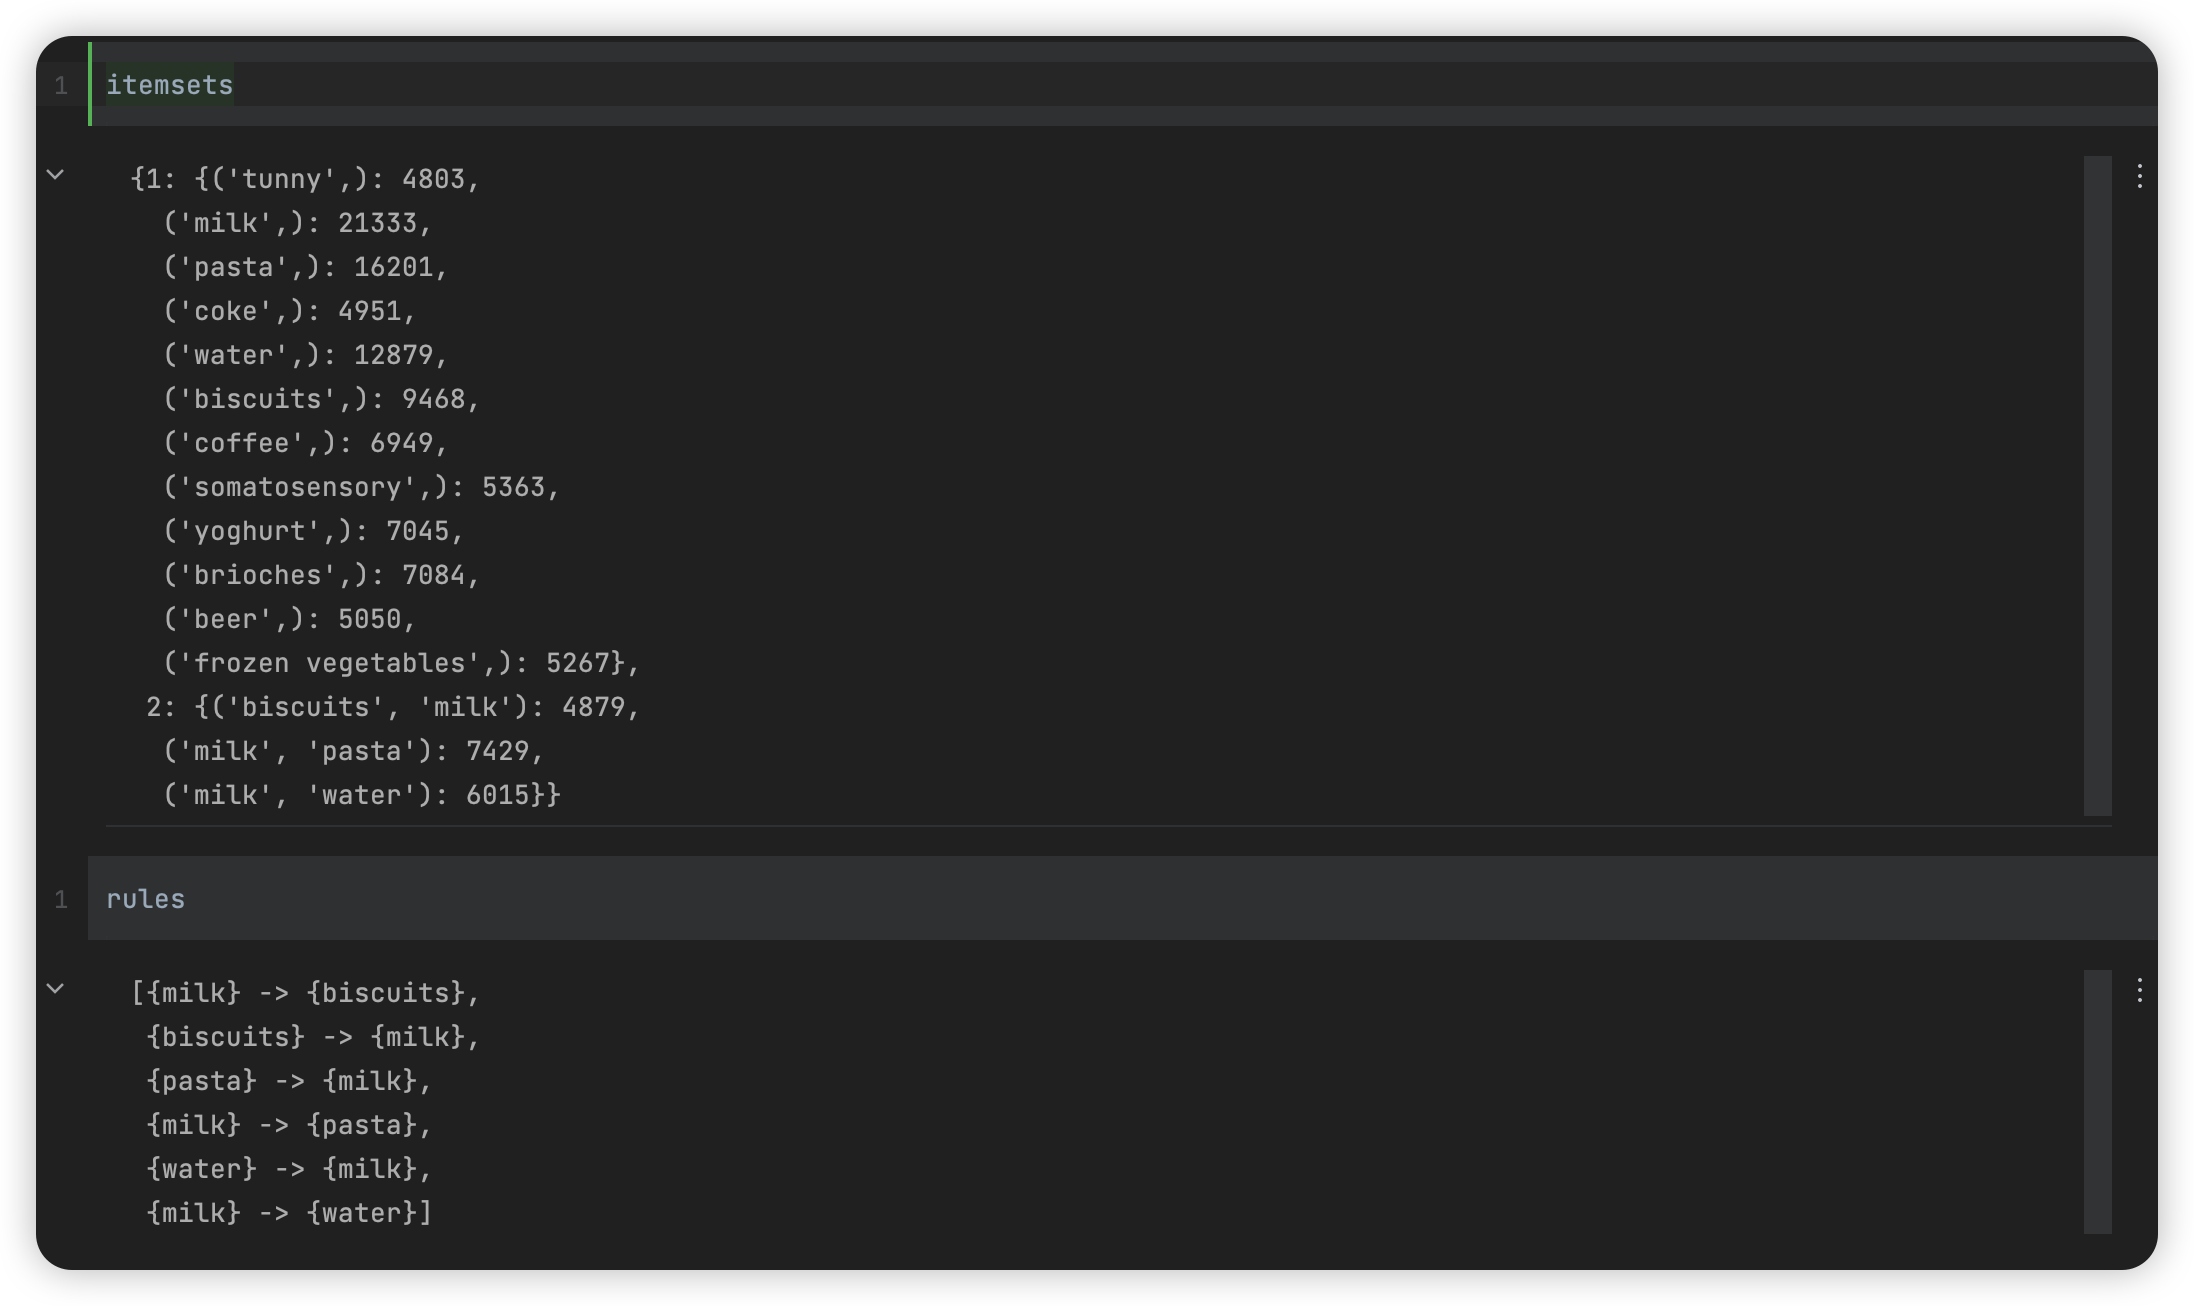 1 itemsets
{1: {('tunny',): 4803,
  ('milk',): 21333,
  ('pasta',): 16201,
  ('coke',): 4951,
  ('water',): 12879,
  ('biscuits',): 9468,
  ('coffee',): 6949,
  ('somatosensory',): 5363,
  ('yoghurt',): 7045,
  ('brioches',): 7084,
  ('beer',): 5050,
  ('frozen vegetables',): 5267},
 2: {('biscuits', 'milk'): 4879,
  ('milk', 'pasta'): 7429,
  ('milk', 'water'): 6015}}
1 rules
[{milk} -> {biscuits},
 {biscuits} -> {milk},
 {pasta} -> {milk},
 {milk} -> {pasta},
 {water} -> {milk},
 {milk} -> {water}]